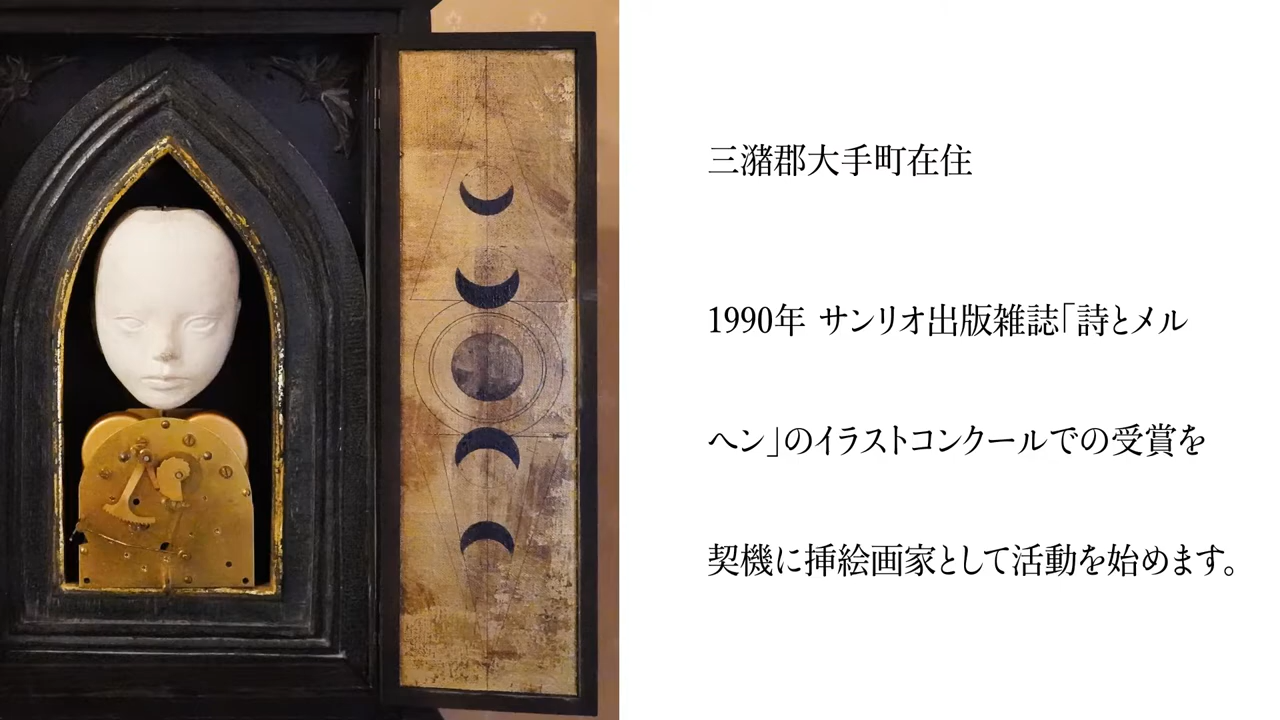 三潴郡大手町在住
1990年 サンリオ出版雑誌「詩とメル
ヘン」のイラストコンクールでの受賞を
契機に挿絵画家として活動を始めます。